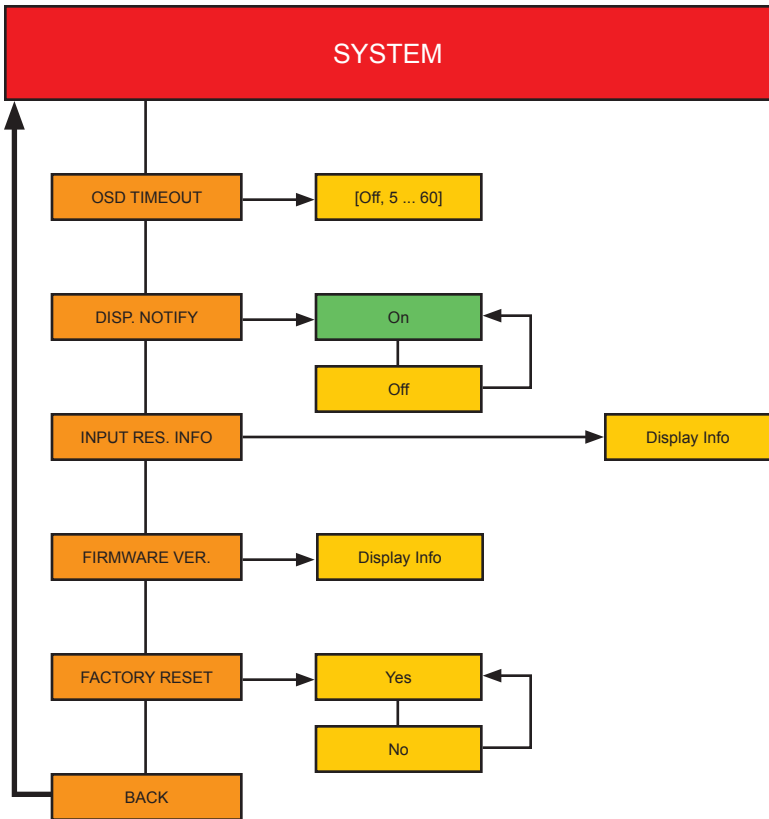 SYSTEM
OSD TIMEOUT
[Off, 5 ... 60]
DISP. NOTIFY
On
Off
INPUT RES. INFO
Display Info
FIRMWARE VER.
Display Info
FACTORY RESET
Yes
No
BACK